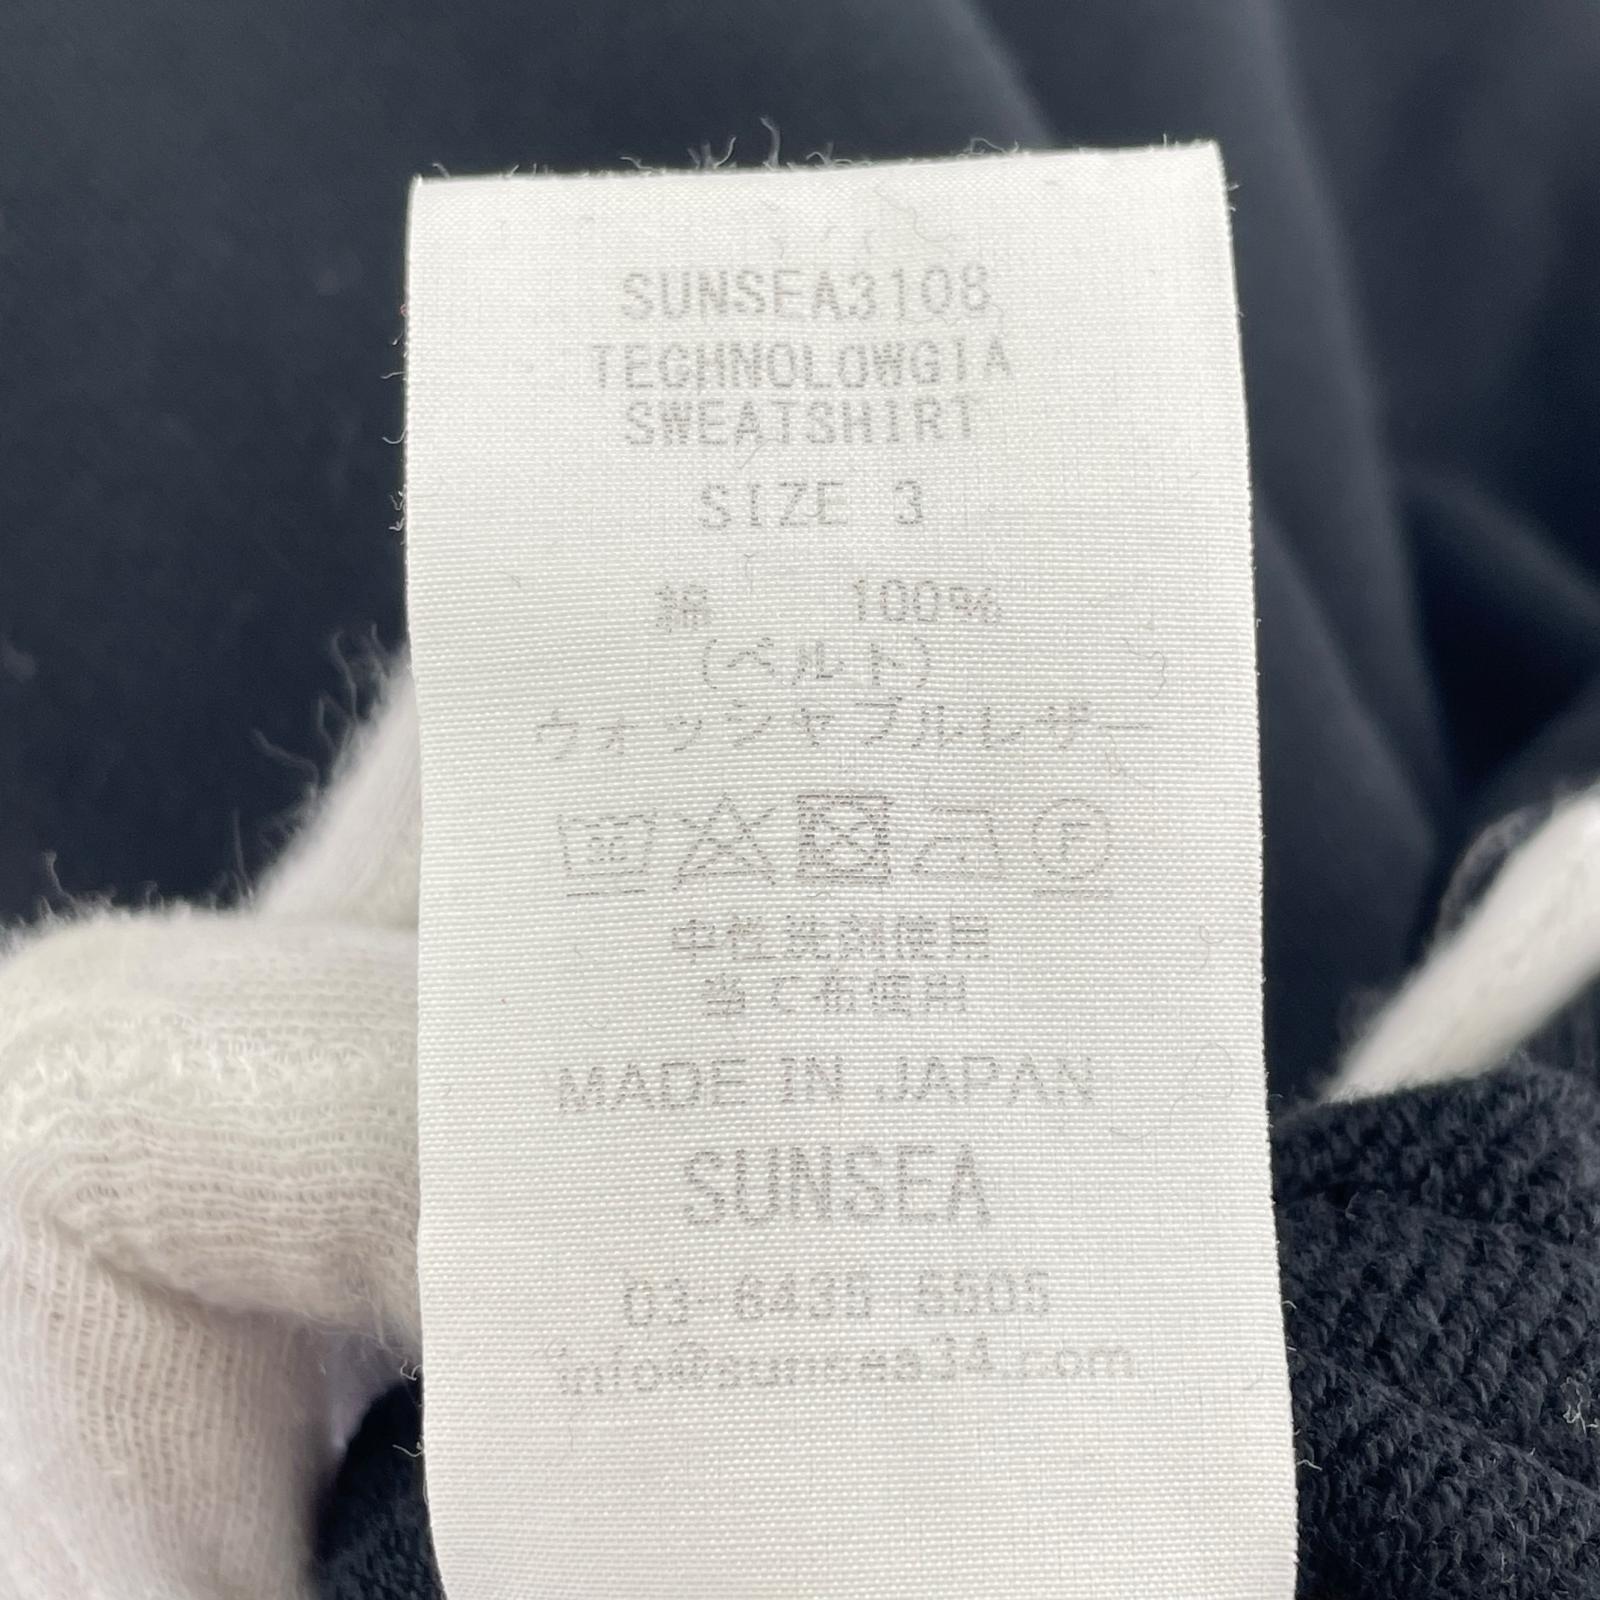 SUNSEA3108
TECHNOLOWGIA
SWEATSHIRT
SIZE 3
綿 100%
(ベルト)
ウォッシャブルレザー
30
F
中性洗剤使用
当て布使用
MADE IN JAPAN
SUNSEA
03-6435
info@sunsea34.com